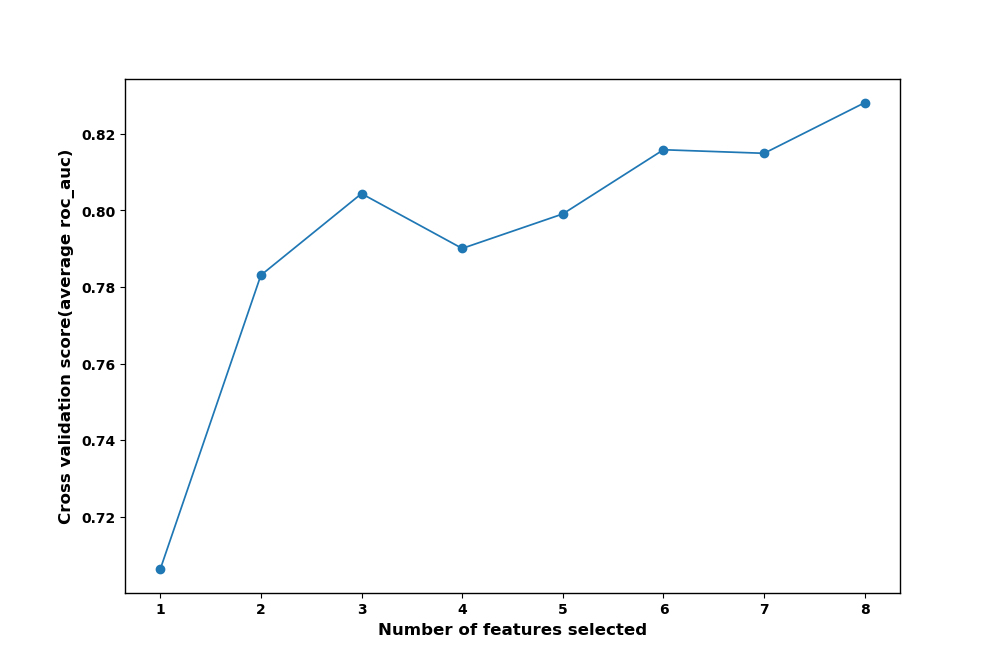 Cross validation score(average roc_auc)
0.82
0.80
0.78
0.76
0.74
0.72
1 2 3 4 5 6 7 8
Number of features selected